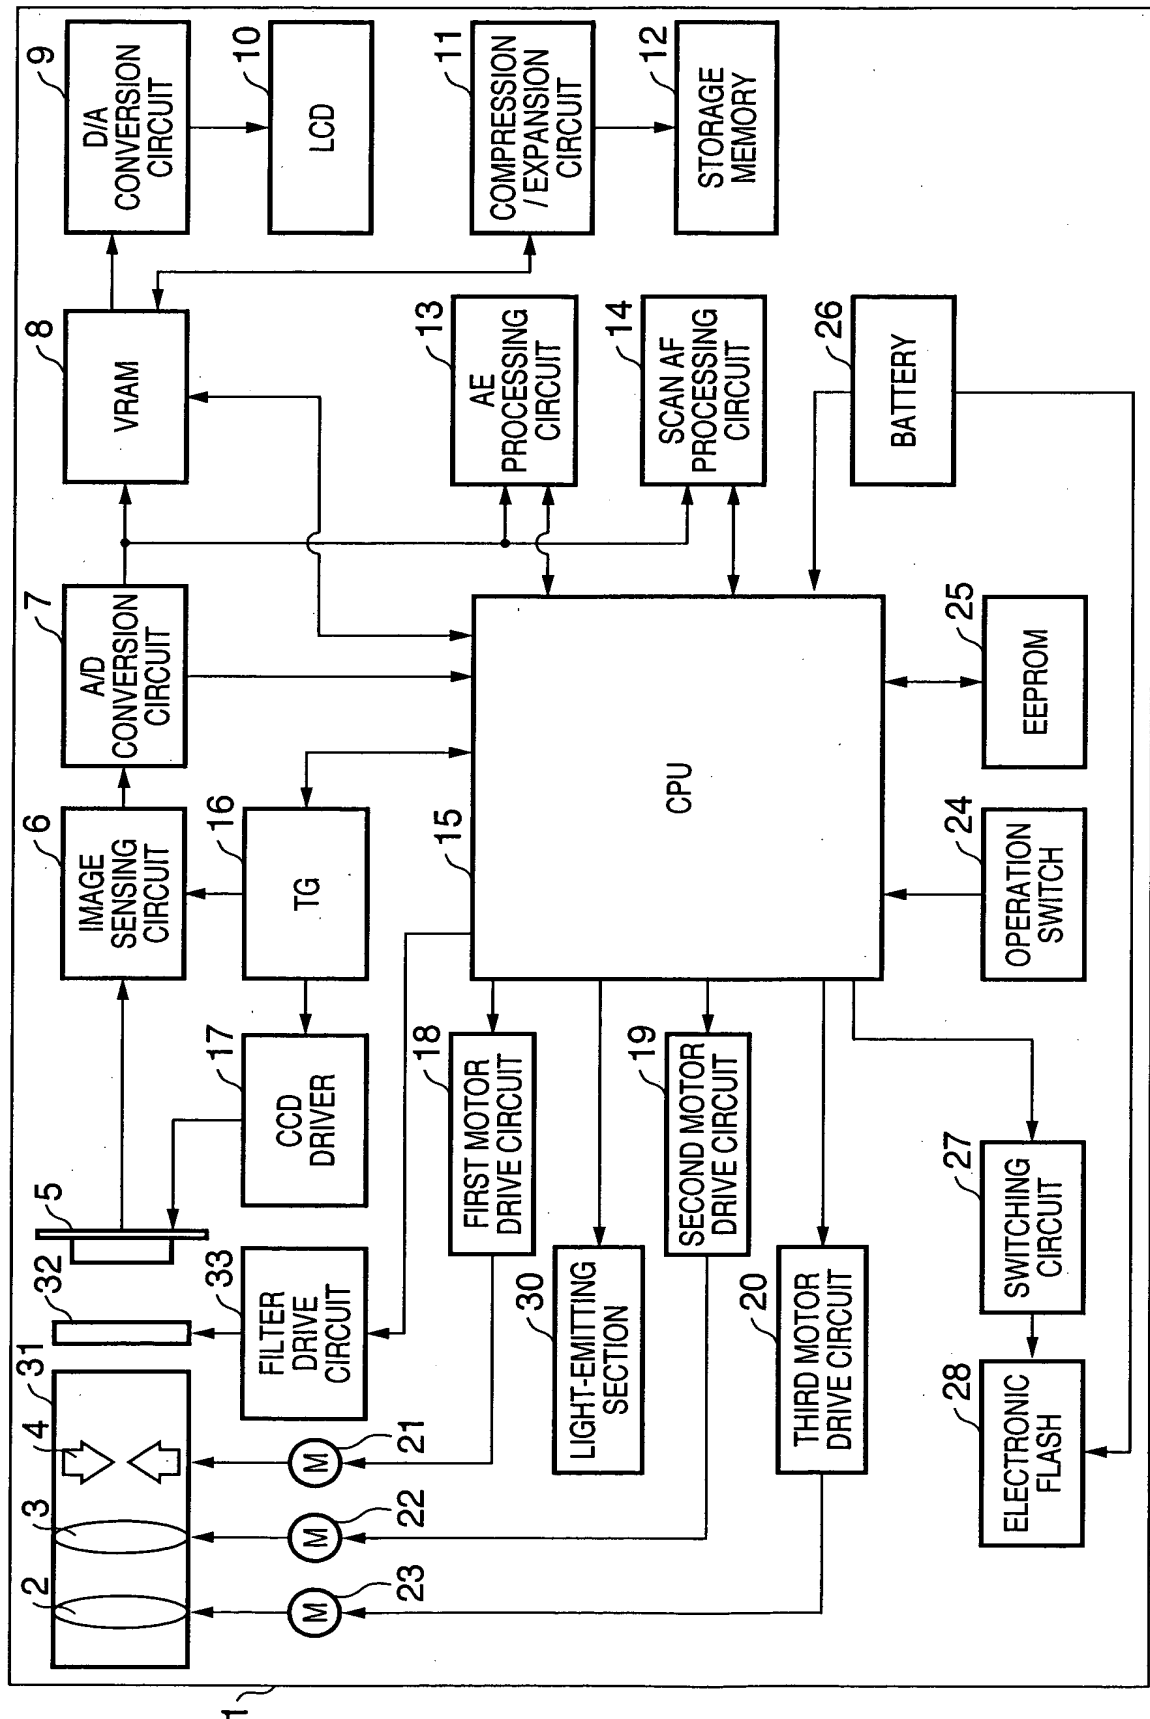 1
2
3
4
31
32
5
6
IMAGE
SENSING
CIRCUIT
7
A/D
CONVERSION
CIRCUIT
8
VRAM
9
D/A
CONVERSION
CIRCUIT
10
LCD
33
FILTER
DRIVE
CIRCUIT
17
CCD
DRIVER
16
TG
23
M
22
M
21
M
18
FIRST MOTOR
DRIVE CIRCUIT
15
CPU
13
AE
PROCESSING
CIRCUIT
11
COMPRESSION
/ EXPANSION
CIRCUIT
30
LIGHT-EMITTING
SECTION
19
SECOND MOTOR
DRIVE CIRCUIT
14
SCAN AF
PROCESSING
CIRCUIT
12
STORAGE
MEMORY
20
THIRD MOTOR
DRIVE CIRCUIT
26
BATTERY
28
ELECTRONIC
FLASH
27
SWITCHING
CIRCUIT
24
OPERATION
SWITCH
25
EEPROM